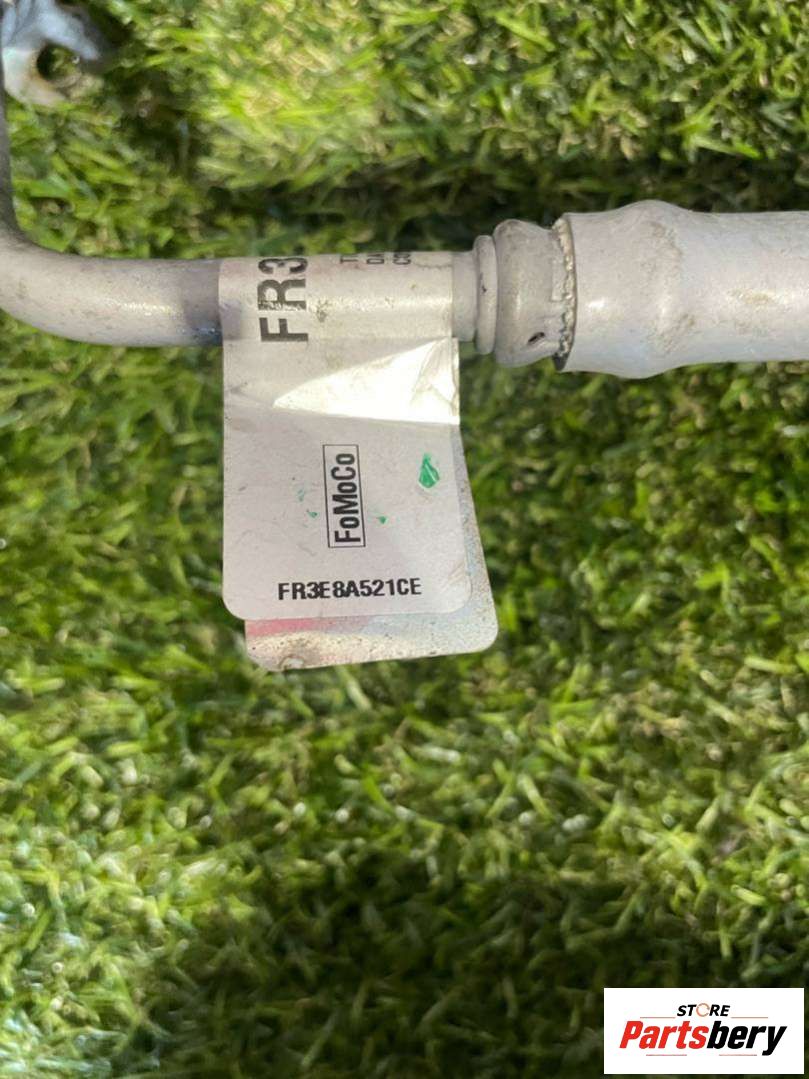 FR3
FoMoCo
FR3E8A521CE
STORE
Partsbery